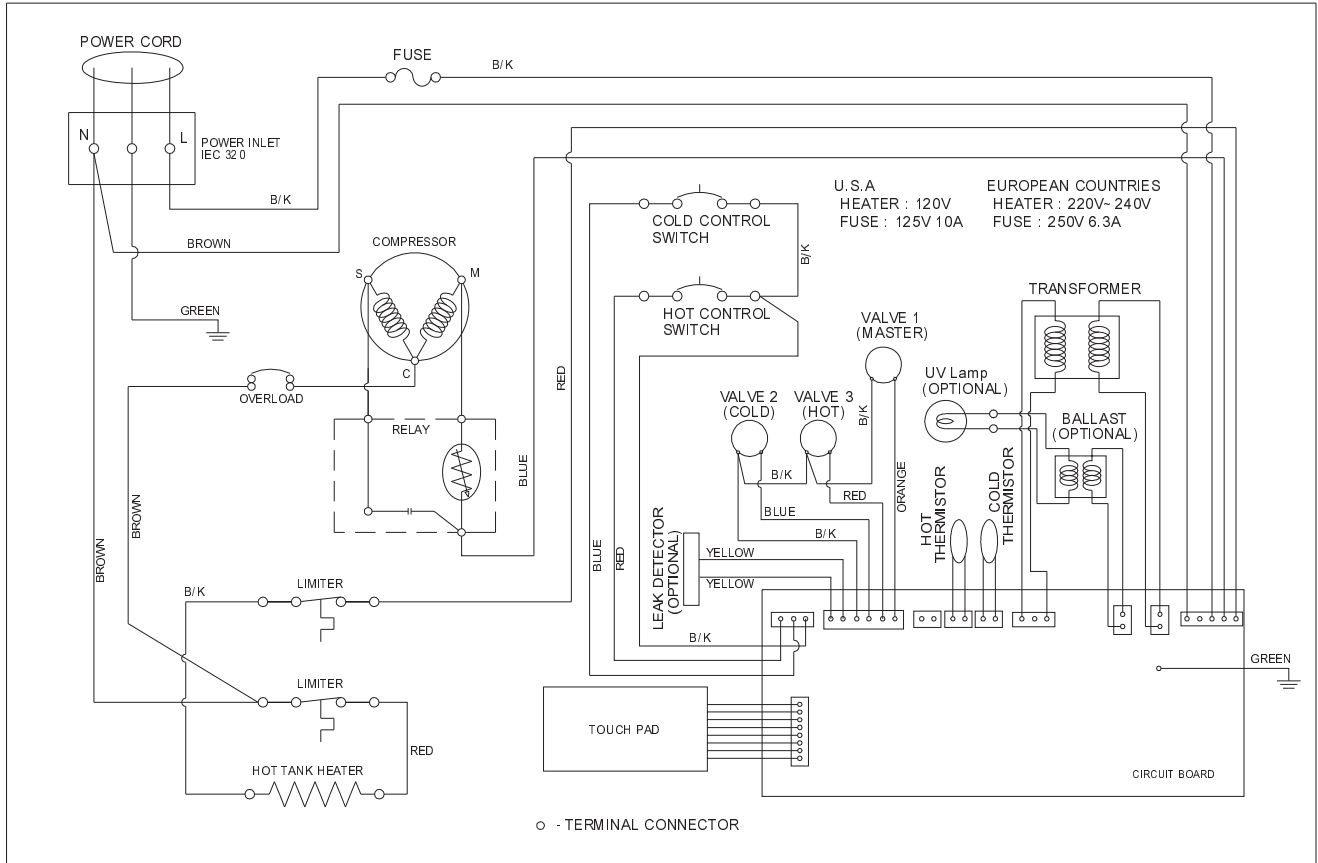 POWER CORD
FUSE
B/K
N
L
POWER INLET
IEC 320
B/K
BROWN
GREEN
COMPRESSOR
S
M
C
OVERLOAD
RELAY
BROWN
BROWN
BLUE
RED
COLD CONTROL
SWITCH
B/K
HOT CONTROL
SWITCH
U.S.A
HEATER : 120V
FUSE : 125V 10A
EUROPEAN COUNTRIES
HEATER : 220V~ 240V
FUSE : 250V 6.3A
TRANSFORMER
VALVE 1
(MASTER)
UV Lamp
(OPTIONAL)
VALVE 2
(COLD)
VALVE 3
(HOT)
B/K
BALLAST
(OPTIONAL)
B/K
RED
ORANGE
BLUE
B/K
HOT
THERMISTOR
COLD
THERMISTOR
BLUE
RED
LEAK DETECTOR
(OPTIONAL)
YELLOW
YELLOW
B/K
LIMITER
B/K
LIMITER
RED
HOT TANK HEATER
TOUCH PAD
GREEN
CIRCUIT BOARD
- TERMINAL CONNECTOR